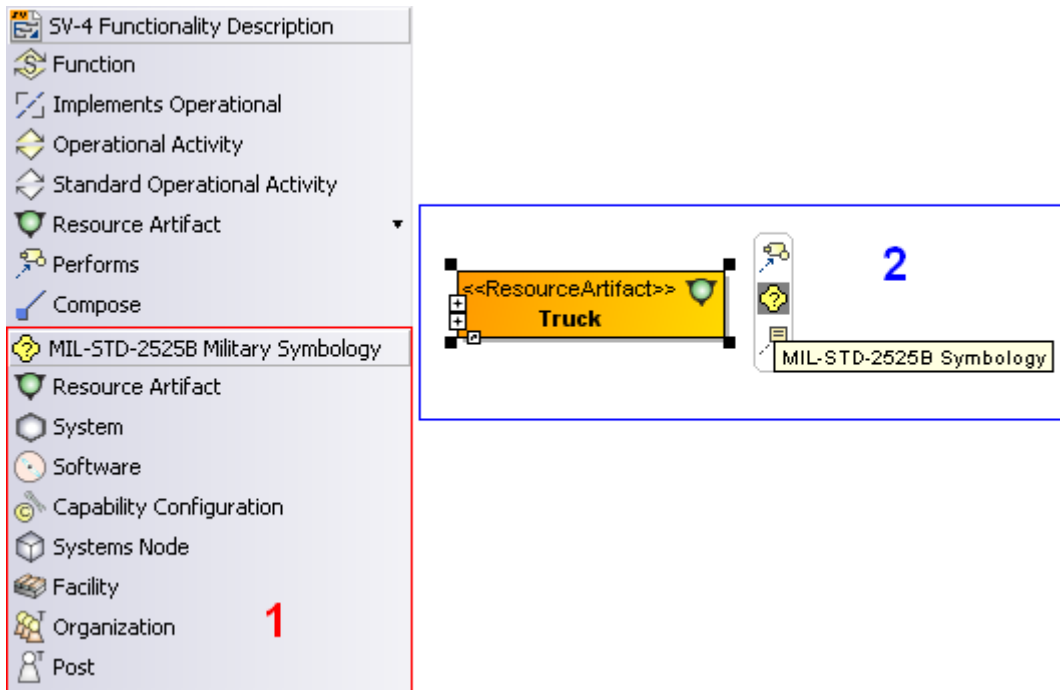 SV-4 Functionality Description
Function
Implements Operational
Operational Activity
Standard Operational Activity
Resource Artifact
Performs
Compose
MIL-STD-2525B Military Symbology
Resource Artifact
System
Software
Capability Configuration
Systems Node
Facility
Organization
Post
1
<<ResourceArtifact>>
Truck
2
MIL-STD-2525B Symbology